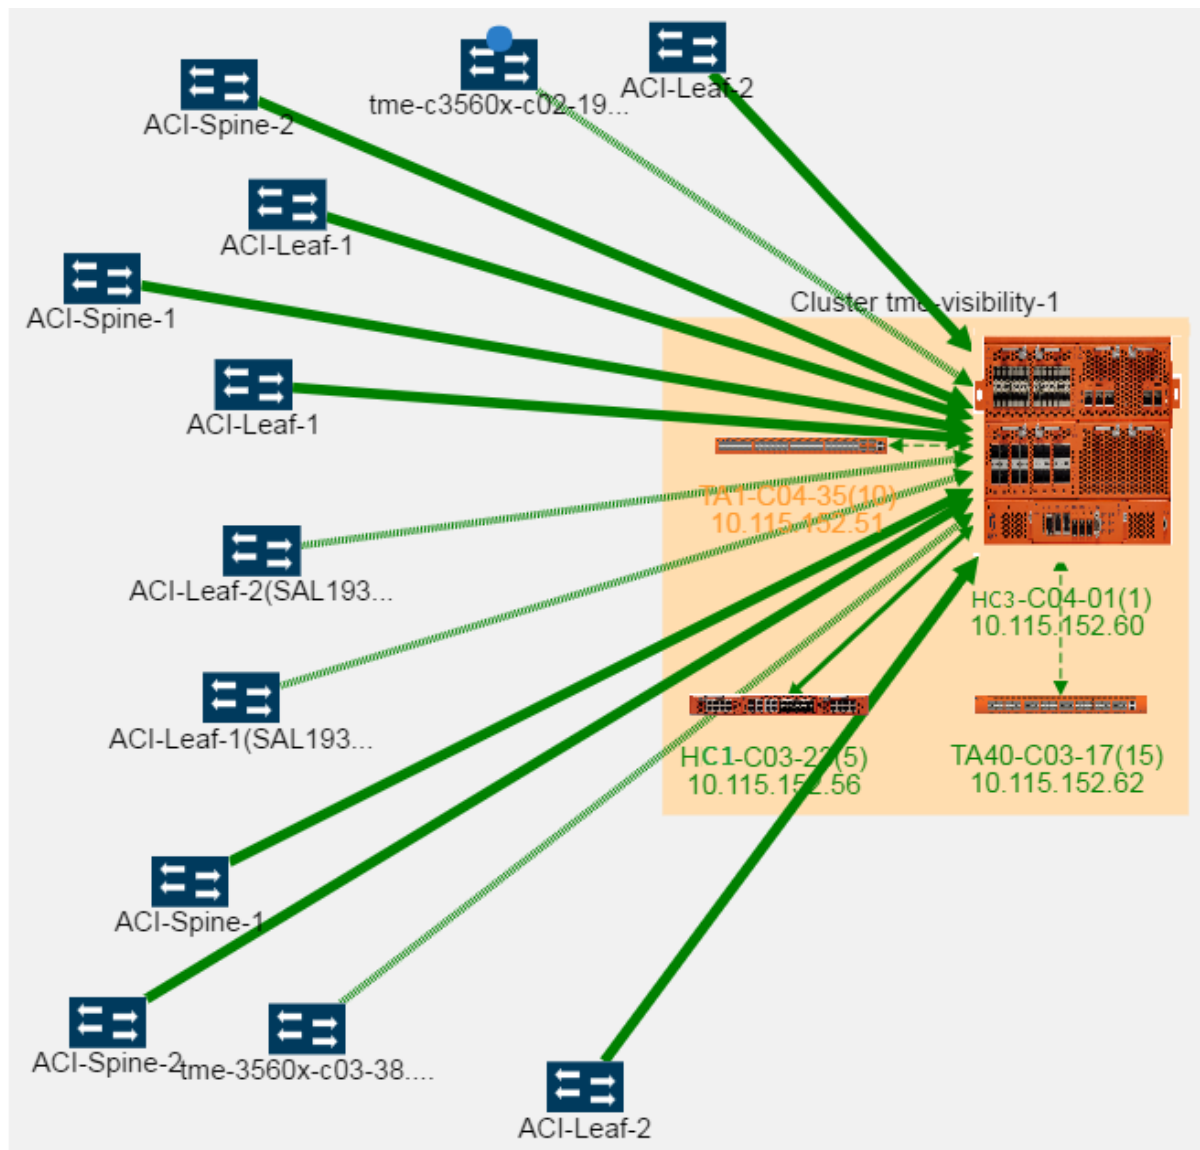 ACI-Leaf-2
tme-c3560x-c02-19...
ACI-Spine-2
ACI-Leaf-1
Cluster tme-visibility-1
ACI-Spine-1
ACI-Leaf-1
TA1-C04-35(10)
10.115.152.51
ACI-Leaf-2(SAL193...
HC3-C04-01(1)
10.115.152.60
ACI-Leaf-1(SAL193...
HC1-C03-23(5)
10.115.152.56
TA40-C03-17(15)
10.115.152.62
ACI-Spine-1
ACI-Spine-2
tme-3560x-c03-38....
ACI-Leaf-2